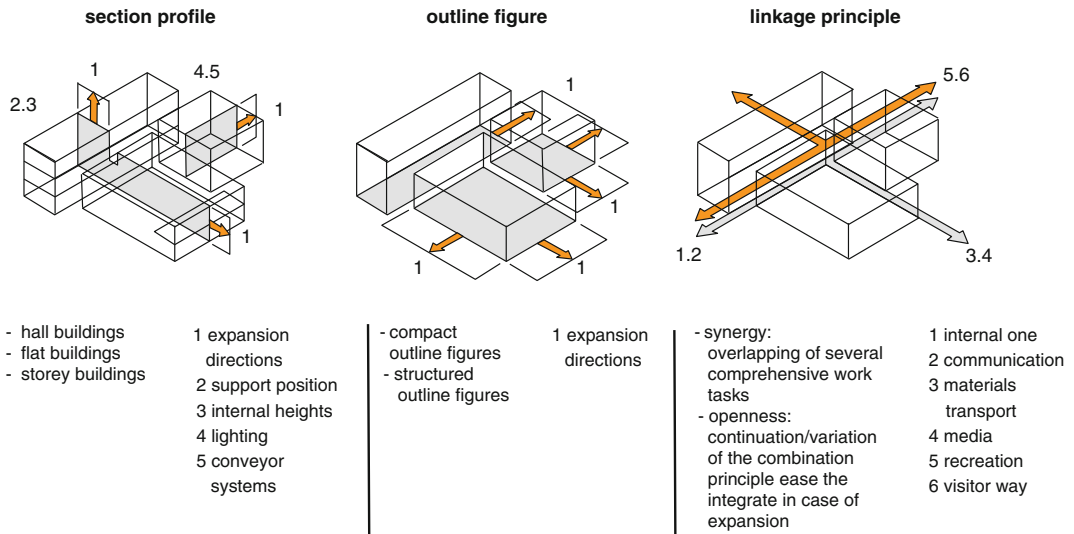 section profile
1
4.5
2.3
1
1
- hall buildings
- flat buildings
- storey buildings
1 expansion
directions
2 support position
3 internal heights
4 lighting
5 conveyor
systems
outline figure
1
1
1
1
- compact
outline figures
- structured
outline figures
1 expansion
directions
linkage principle
5.6
1.2
3.4
- synergy:
overlapping of several
comprehensive work
tasks
- openness:
continuation/variation
of the combination
principle ease the
integrate in case of
expansion
1 internal one
2 communication
3 materials
transport
4 media
5 recreation
6 visitor way